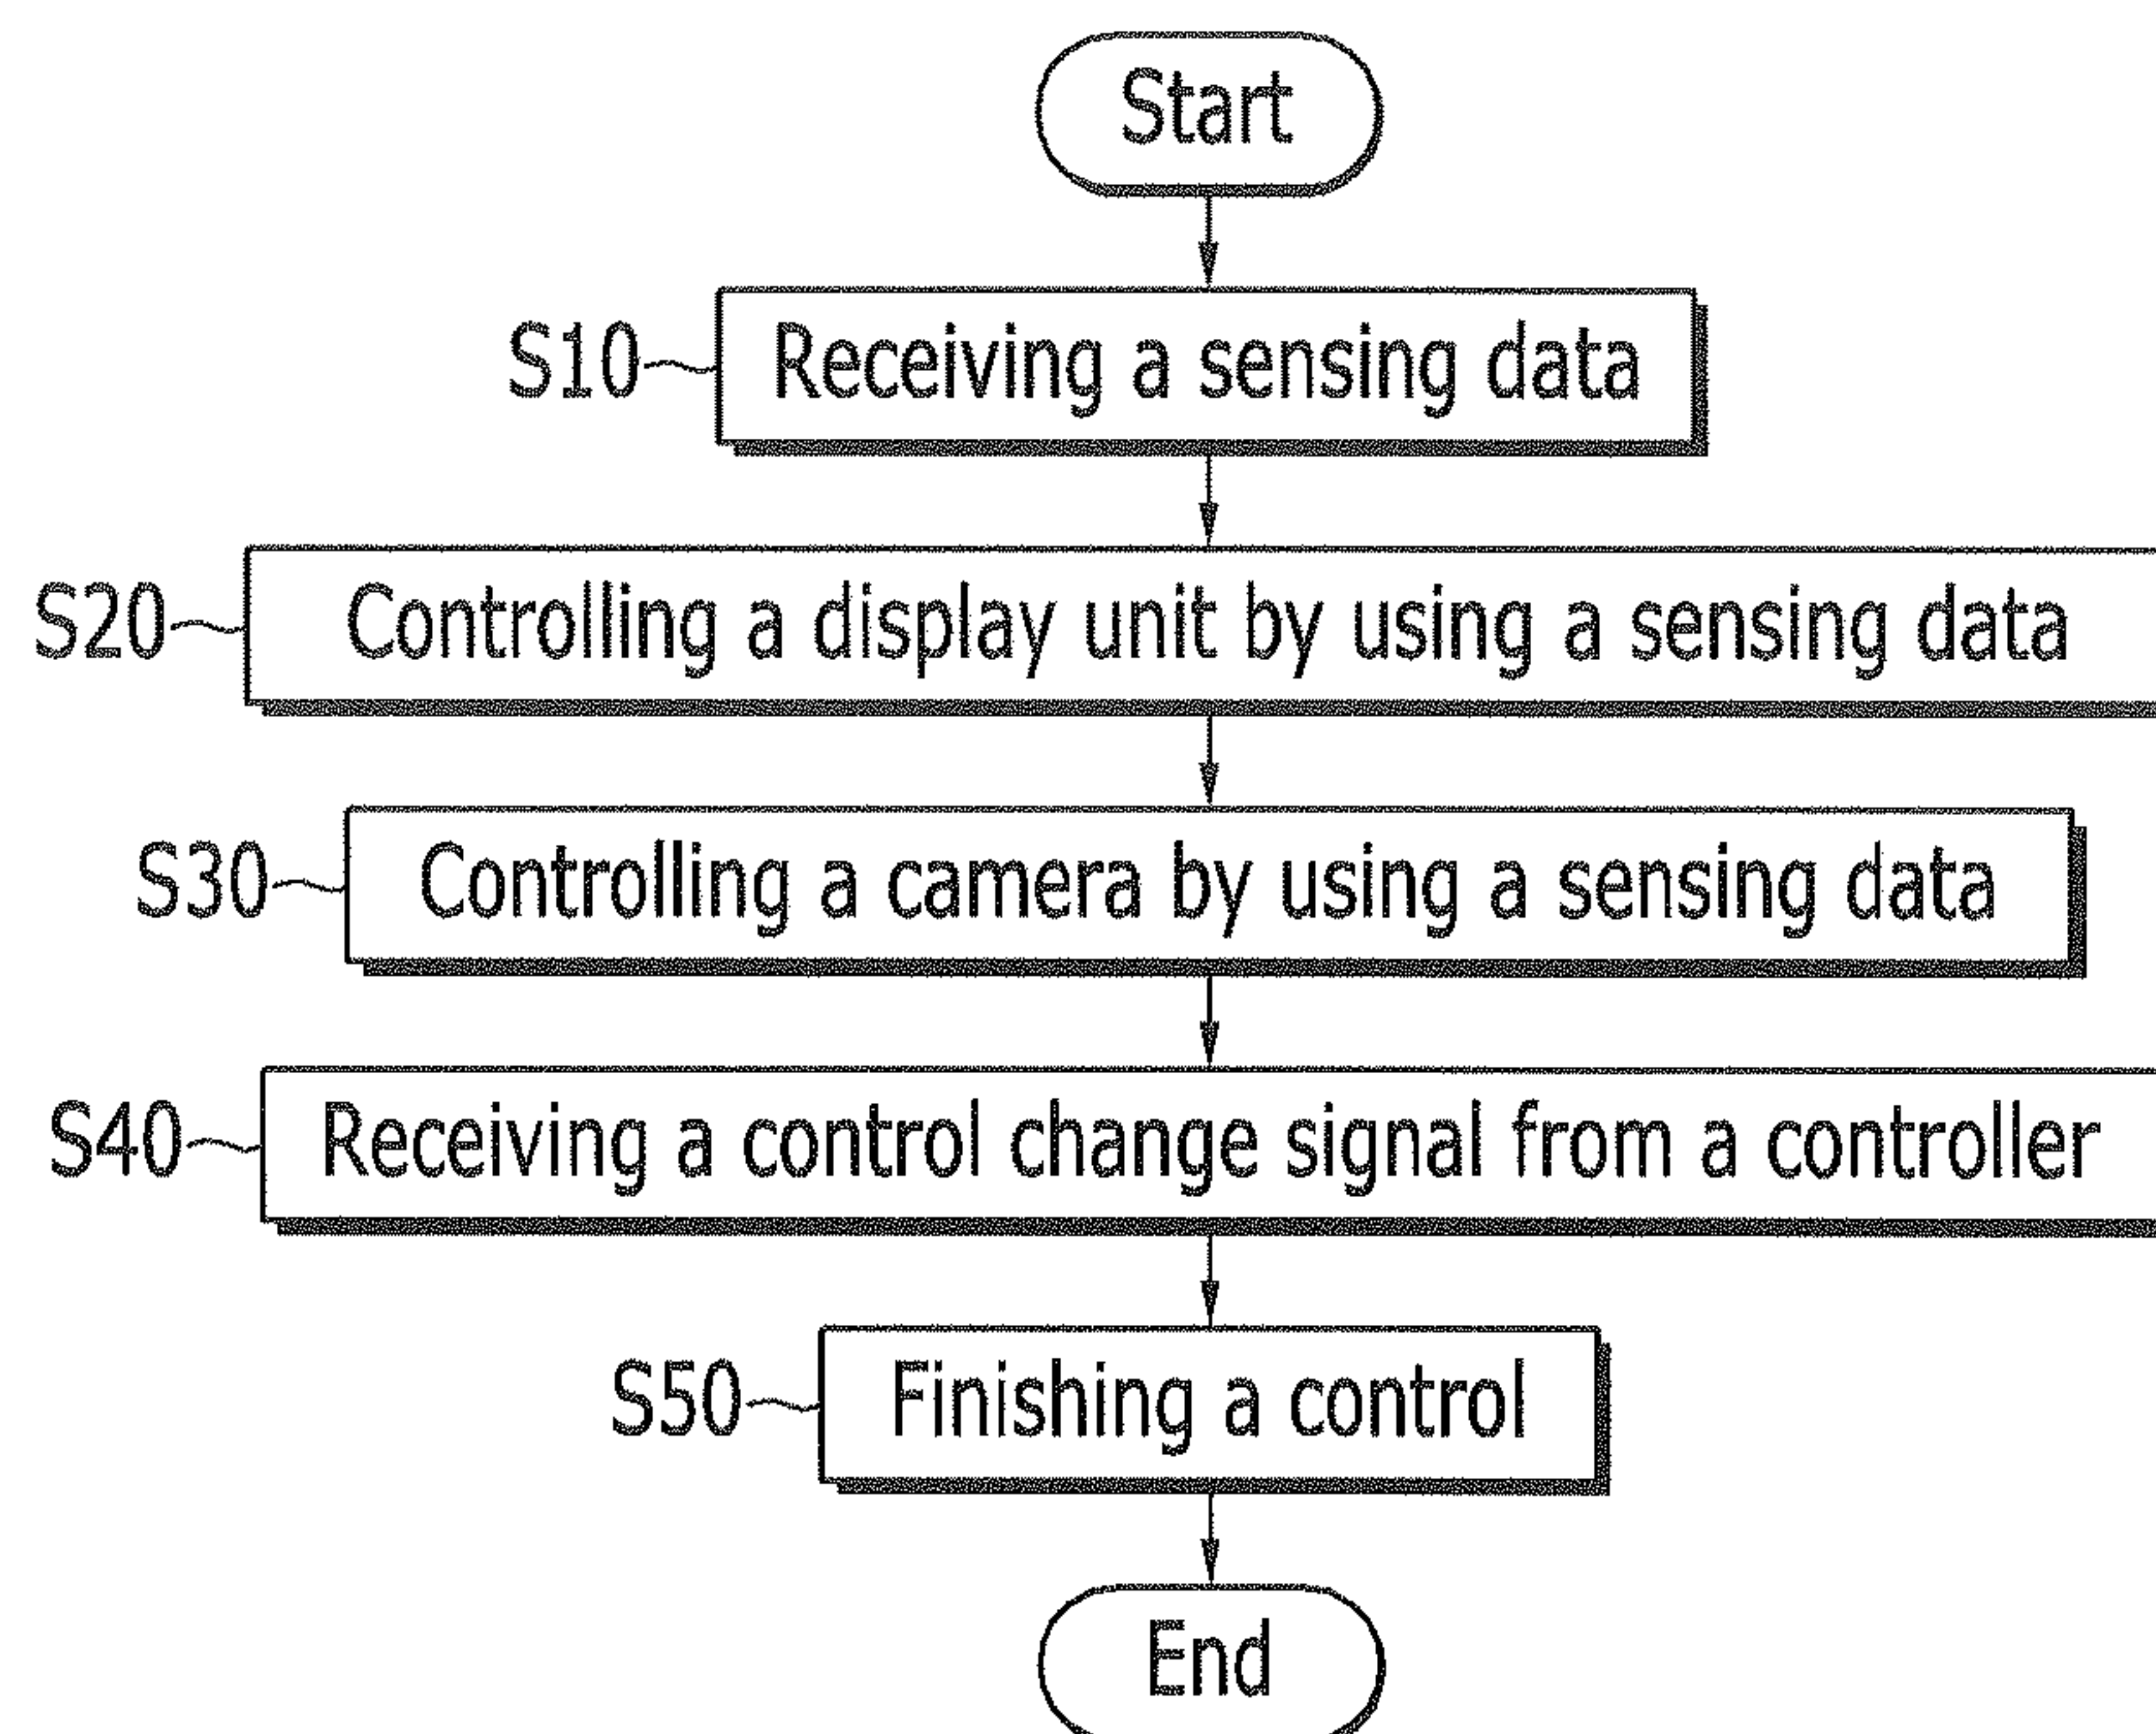 Start
S10 Receiving a sensing data
S20 Controlling a display unit by using a sensing data
S30 Controlling a camera by using a sensing data
S40 Receiving a control change signal from a controller
S50 Finishing a control
End